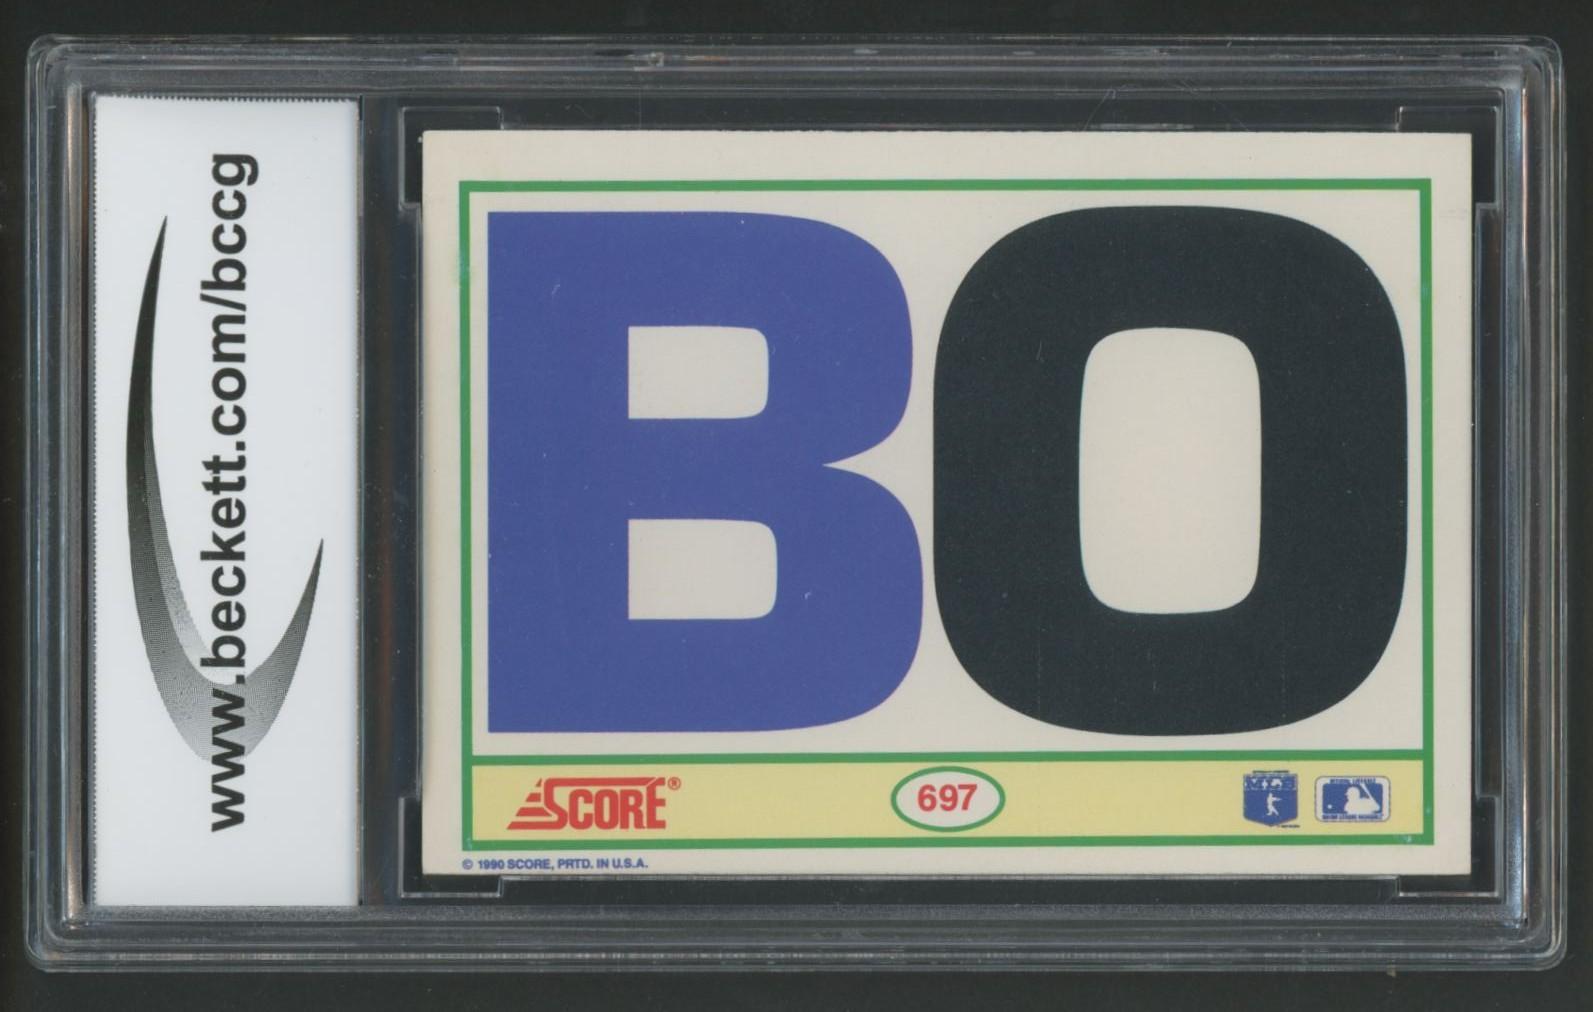 www.beckett.com/bccg
BO
SCORE®
697
© 1990 SCORE, PRTD. IN U.S.A.